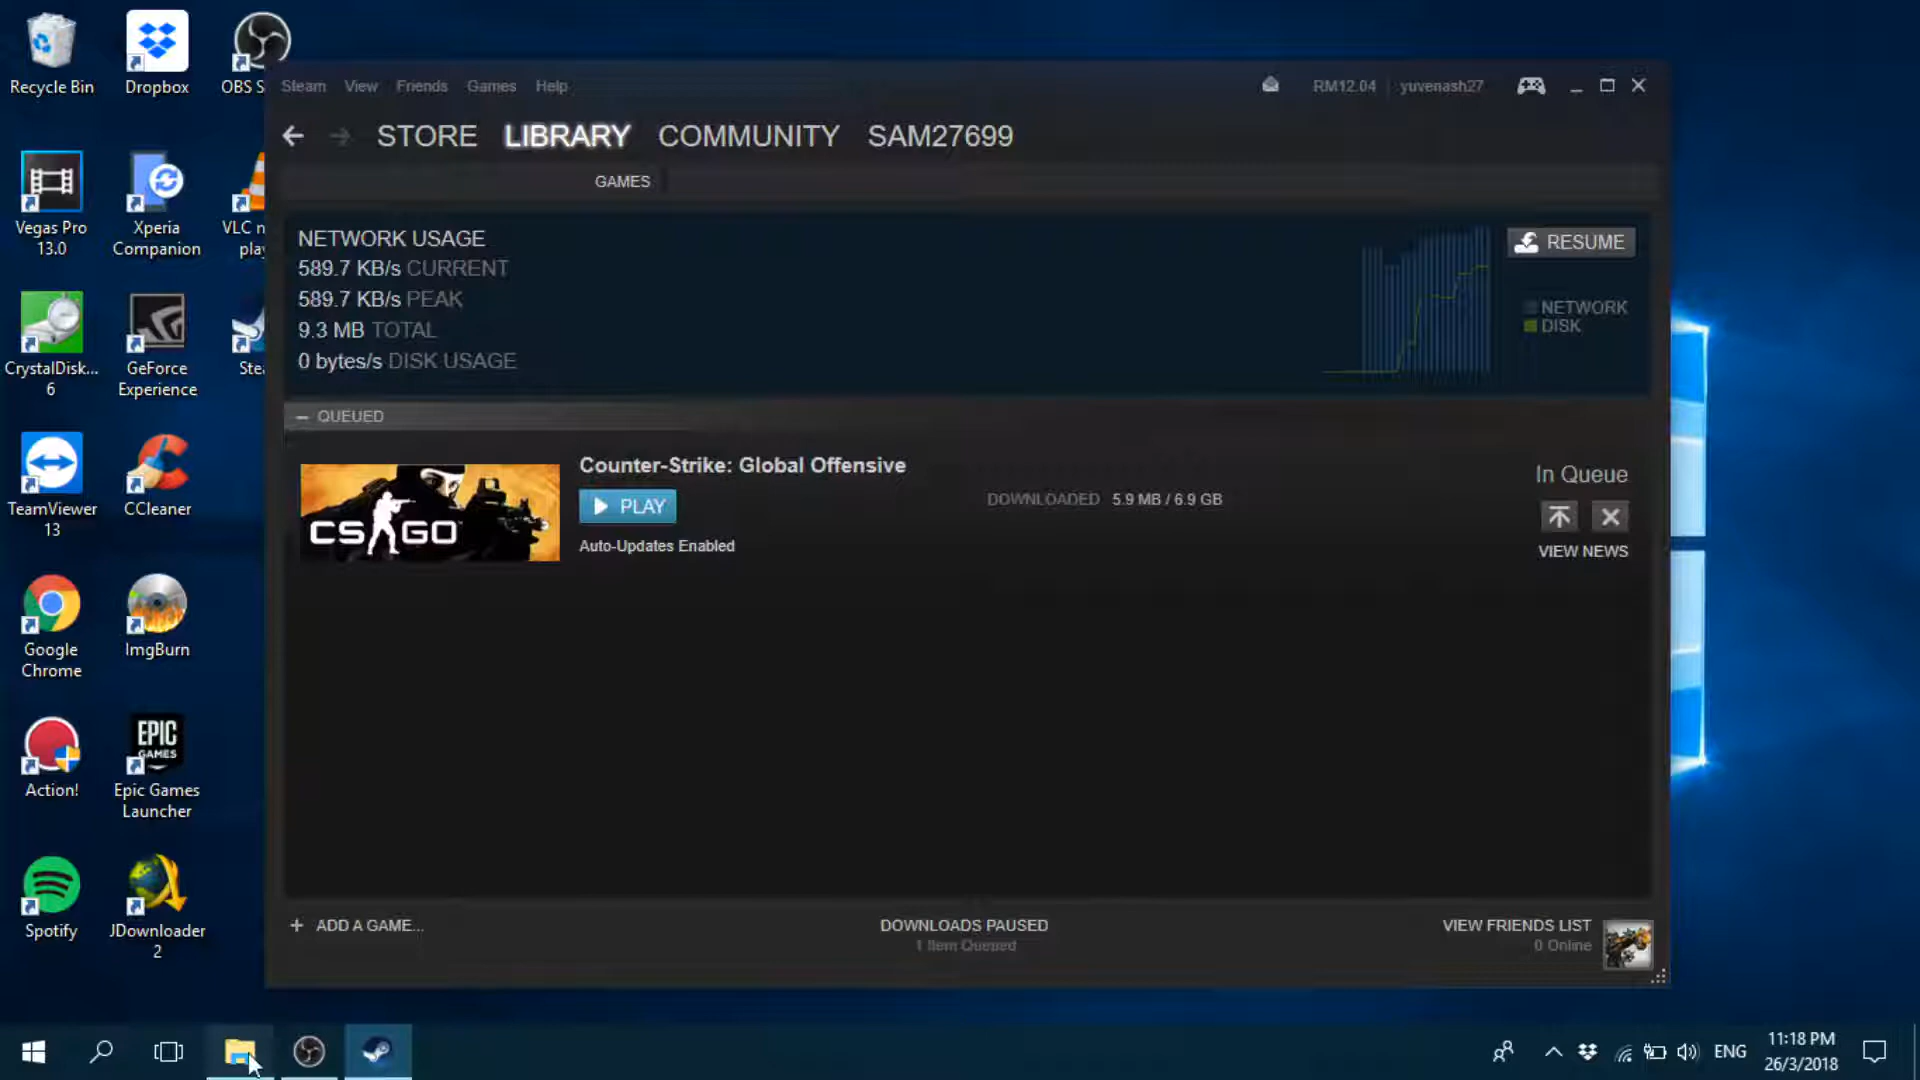 Recycle Bin
Dropbox
OBS S
Vegas Pro
13.0
Xperia
Companion
VLC n
play
CrystalDisk...
6
GeForce
Experience
Stea
TeamViewer
13
CCleaner
Google
Chrome
ImgBurn
Action!
EPIC
GAMES
Epic Games
Launcher
Spotify
JDownloader
2
Steam View Friends Games Help
RM12.04 yuvenash27
STORE LIBRARY COMMUNITY SAM27699
GAMES
NETWORK USAGE
589.7 KB/s CURRENT
589.7 KB/s PEAK
9.3 MB TOTAL
0 bytes/s DISK USAGE
RESUME
NETWORK
DISK
QUEUED
CS GO
Counter-Strike: Global Offensive
PLAY
Auto-Updates Enabled
DOWNLOADED 5.9 MB / 6.9 GB
In Queue
VIEW NEWS
+ ADD A GAME...
DOWNLOADS PAUSED
1 Item Queued
VIEW FRIENDS LIST
0 Online
ENG
11:18 PM
26/3/2018